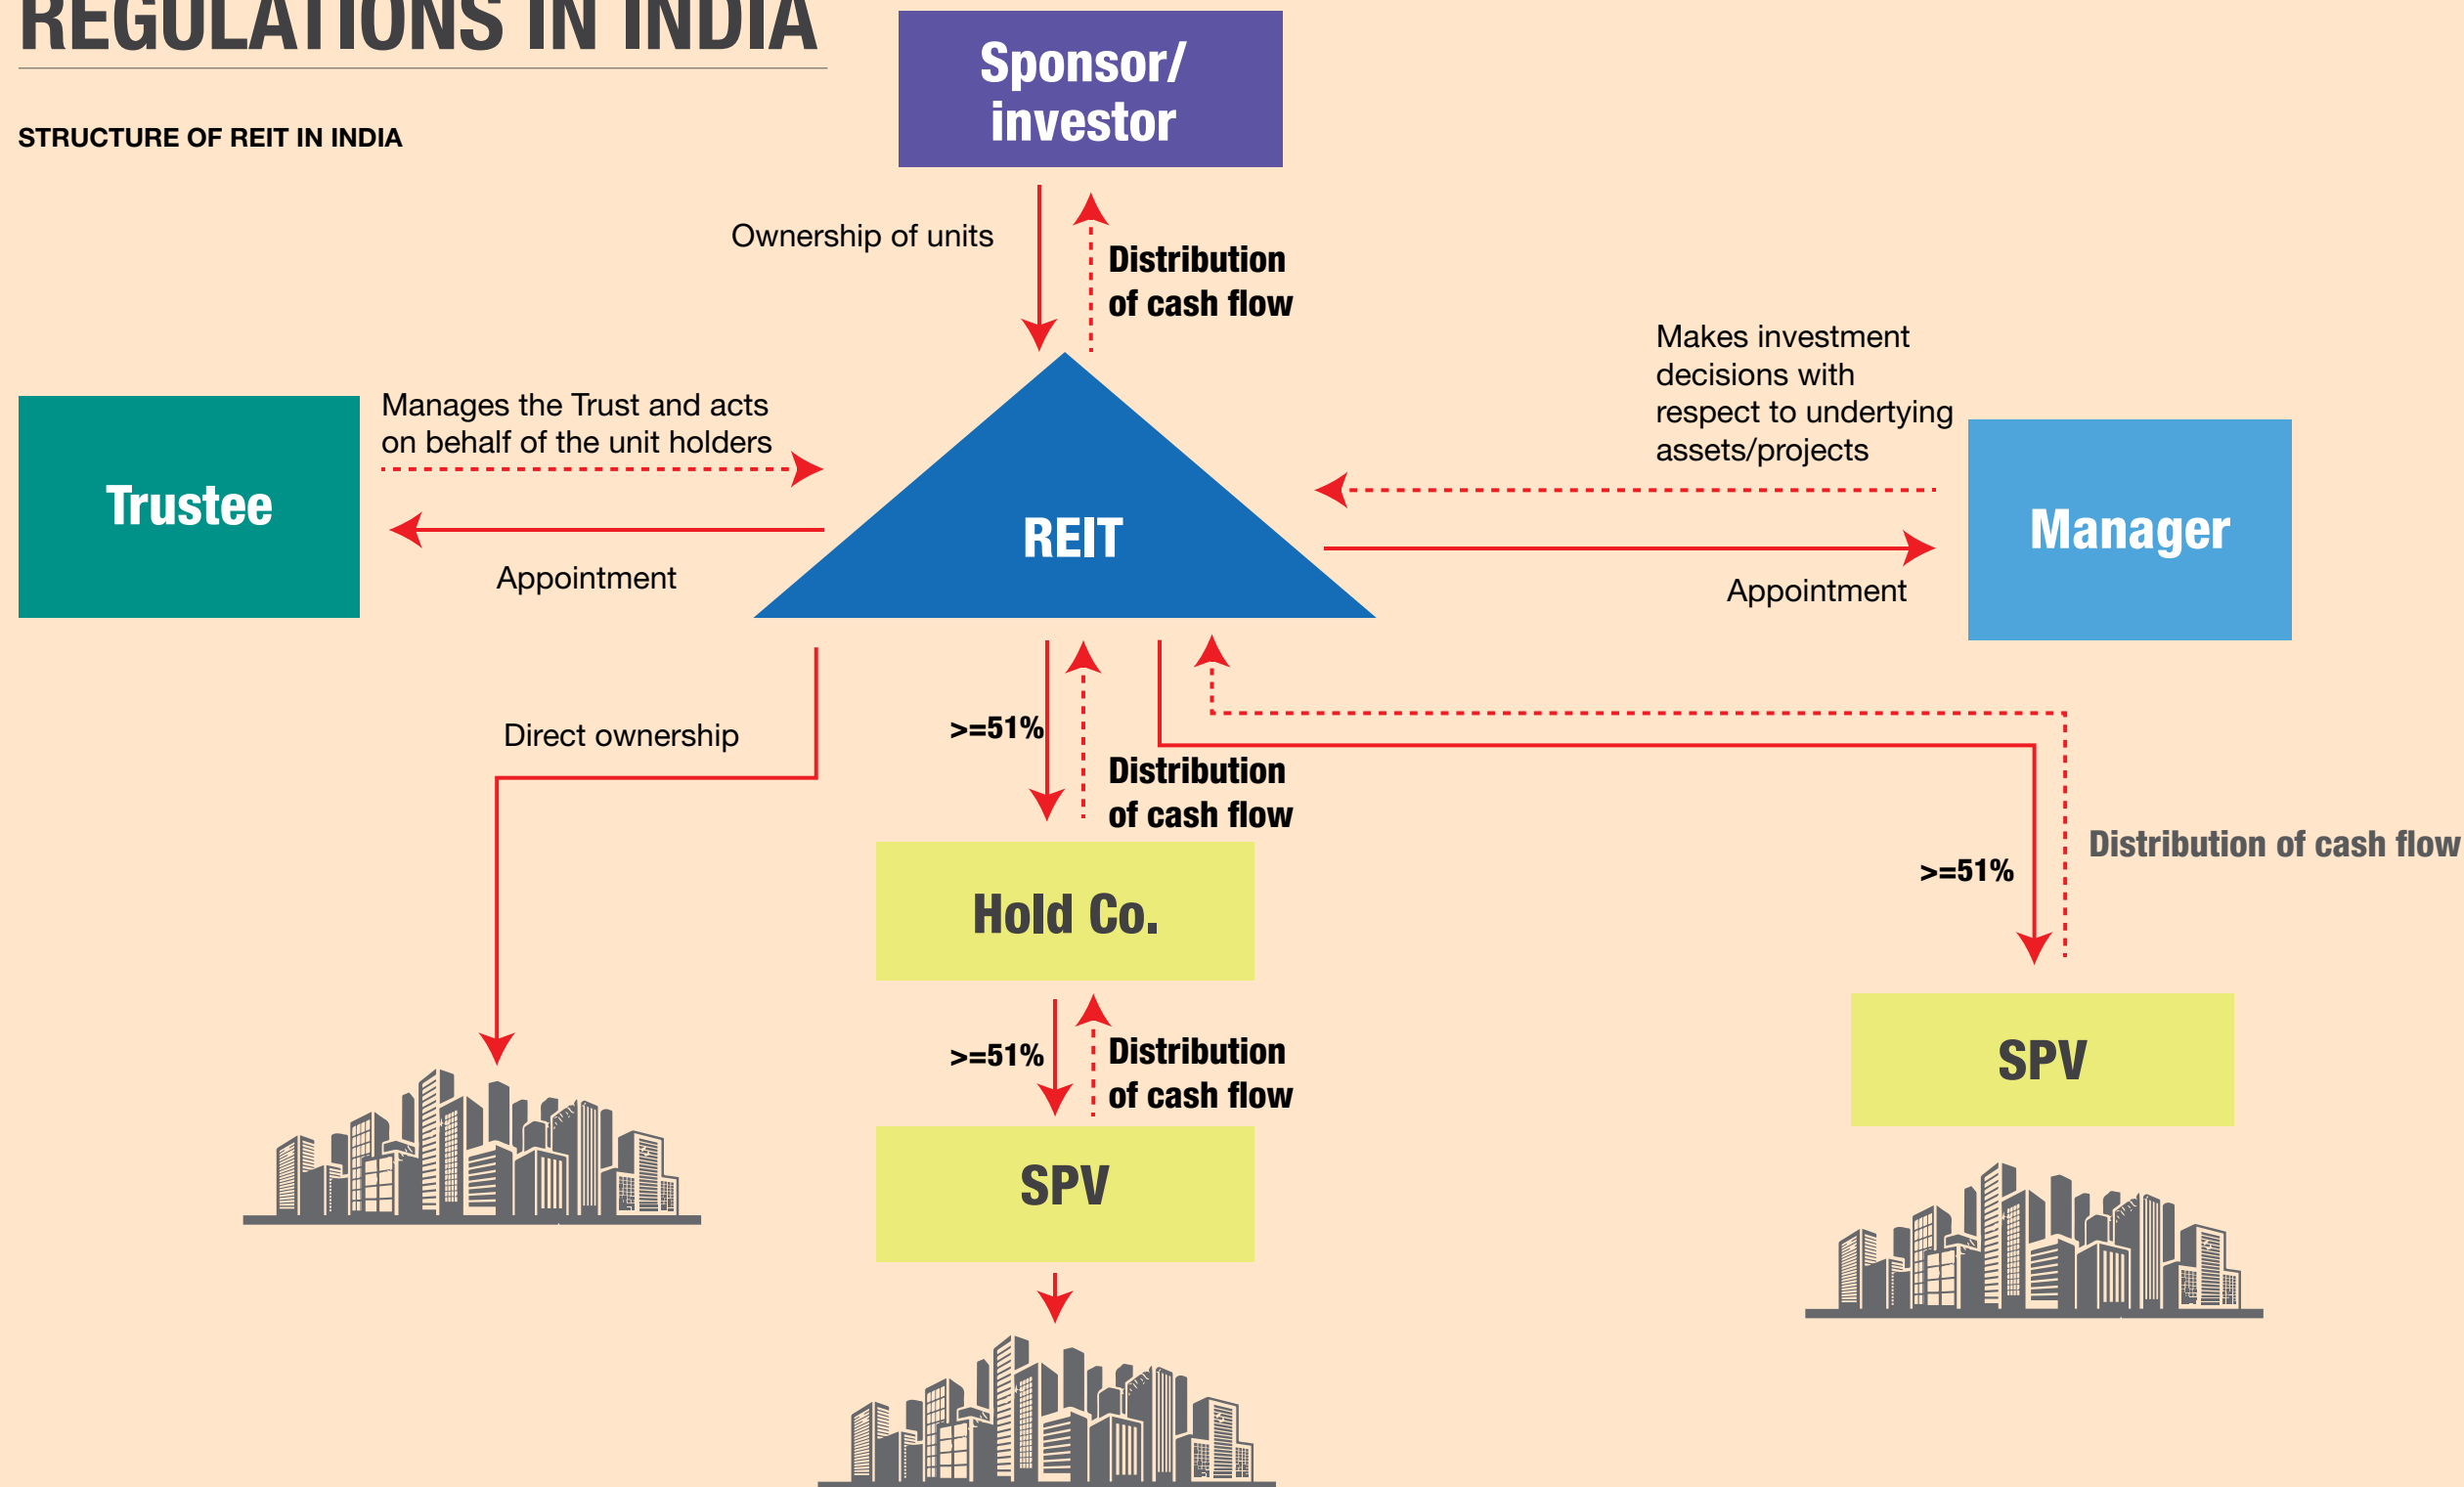 REGULATIONS IN INDIA
STRUCTURE OF REIT IN INDIA
Sponsor/
investor
Ownership of units
Distribution
of cash flow
Manages the Trust and acts
on behalf of the unit holders
Trustee
Appointment
REIT
Makes investment
decisions with
respect to undertying
assets/projects
Manager
Appointment
Direct ownership
>=51%
Distribution
of cash flow
Hold Co.
>=51%
Distribution
of cash flow
SPV
>=51%
Distribution of cash flow
SPV